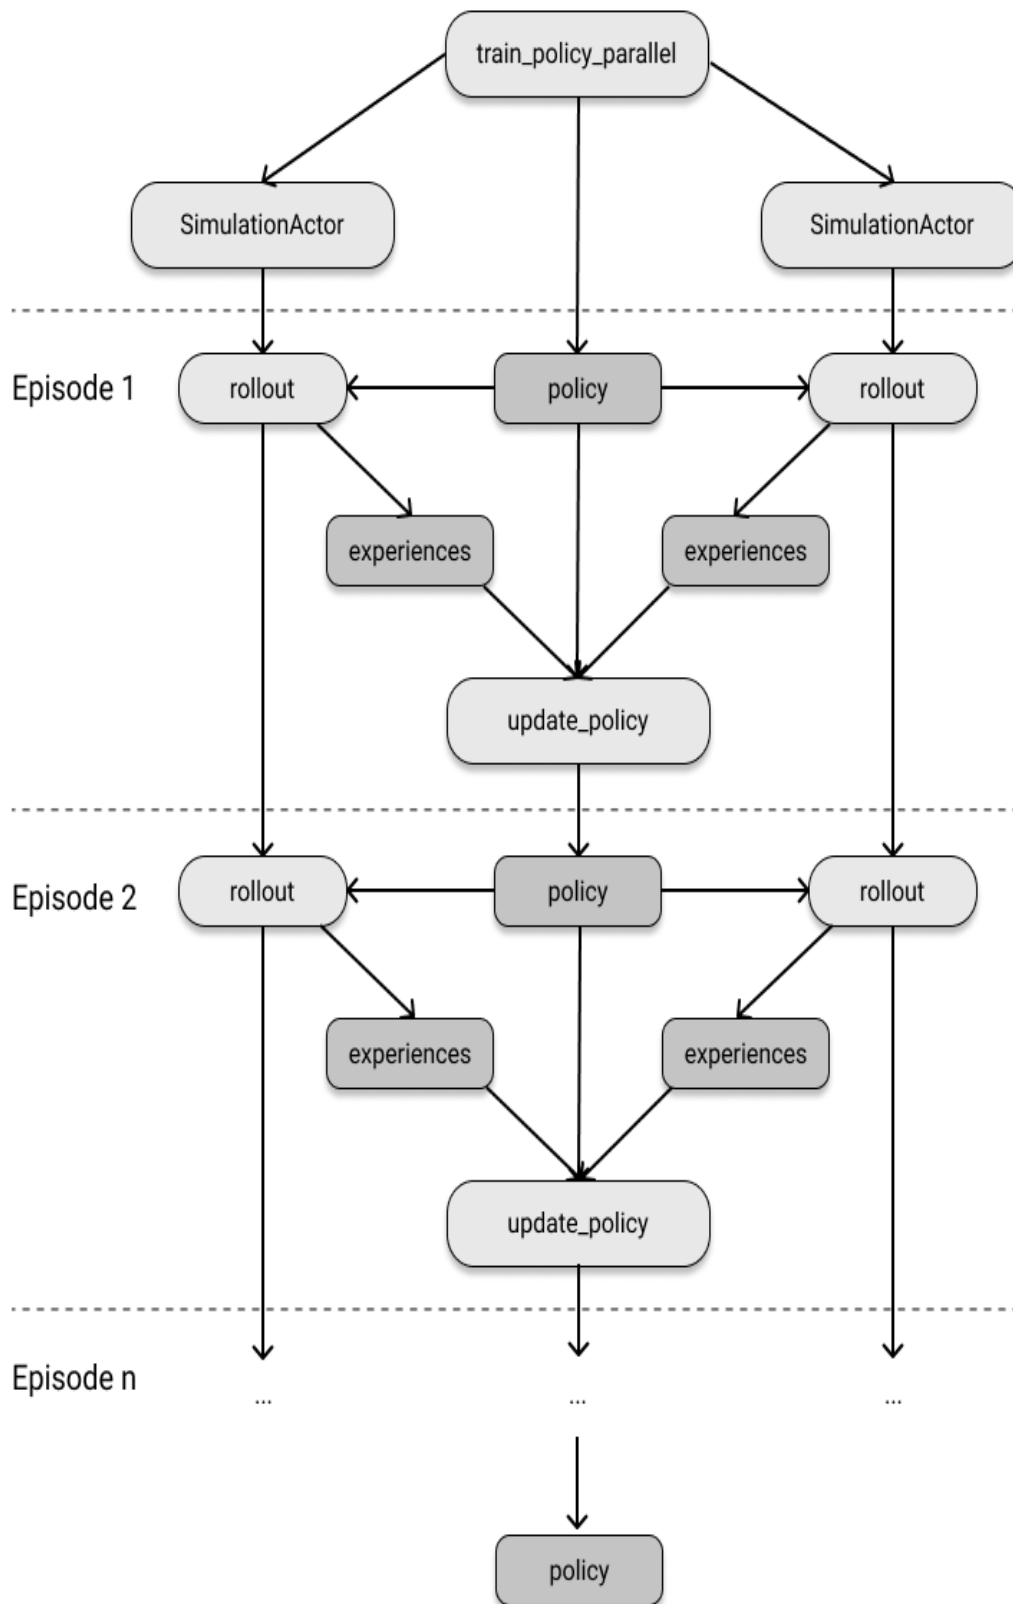 train_policy_parallel
SimulationActor
SimulationActor
Episode 1
rollout
policy
rollout
experiences
experiences
update_policy
Episode 2
rollout
policy
rollout
experiences
experiences
update_policy
Episode n
...
...
...
policy